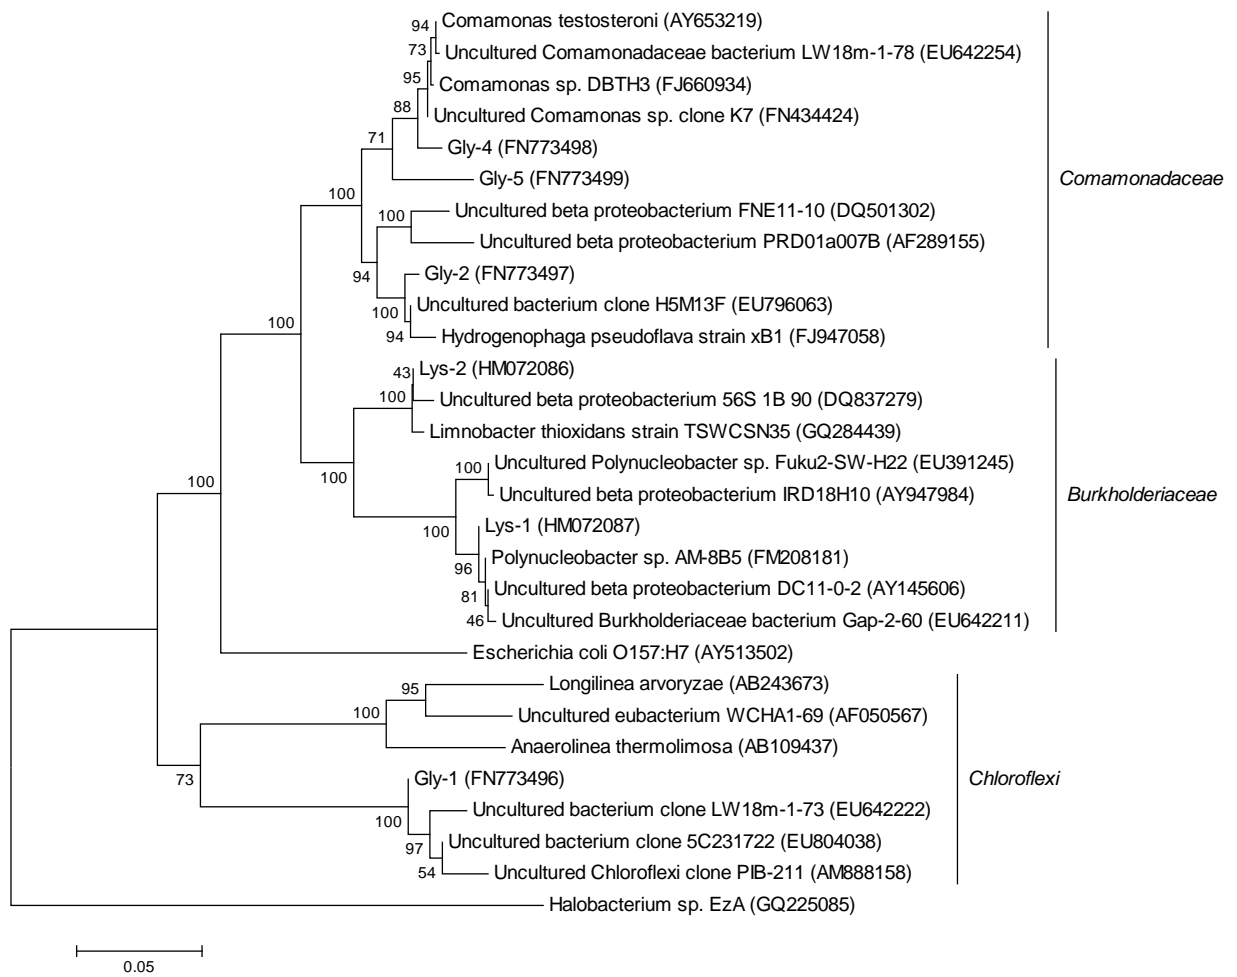 94
Comamonas testosteroni (AY653219)
73
Uncultured Comamonadaceae bacterium LW18m-1-78 (EU642254)
95
Comamonas sp. DBTH3 (FJ660934)
88
Uncultured Comamonas sp. clone K7 (FN434424)
71
Gly-4 (FN773498)
Gly-5 (FN773499)
Comamonadaceae
100
100
Uncultured beta proteobacterium FNE11-10 (DQ501302)
Uncultured beta proteobacterium PRD01a007B (AF289155)
94
Gly-2 (FN773497)
100
Uncultured bacterium clone H5M13F (EU796063)
100
94
Hydrogenophaga pseudoflava strain xB1 (FJ947058)
43
Lys-2 (HM072086)
100
Uncultured beta proteobacterium 56S 1B 90 (DQ837279)
Limnobacter thioxidans strain TSWCSN35 (GQ284439)
100
100
Uncultured Polynucleobacter sp. Fuku2-SW-H22 (EU391245)
100
Uncultured beta proteobacterium IRD18H10 (AY947984)
Burkholderiaceae
100
Lys-1 (HM072087)
96
Polynucleobacter sp. AM-8B5 (FM208181)
81
Uncultured beta proteobacterium DC11-0-2 (AY145606)
46
Uncultured Burkholderiaceae bacterium Gap-2-60 (EU642211)
Escherichia coli O157:H7 (AY513502)
95
Longilinea arvoryzae (AB243673)
100
Uncultured eubacterium WCHA1-69 (AF050567)
Anaerolinea thermolimosa (AB109437)
73
Gly-1 (FN773496)
Chloroflexi
100
Uncultured bacterium clone LW18m-1-73 (EU642222)
97
Uncultured bacterium clone 5C231722 (EU804038)
54
Uncultured Chloroflexi clone PIB-211 (AM888158)
Halobacterium sp. EzA (GQ225085)
0.05